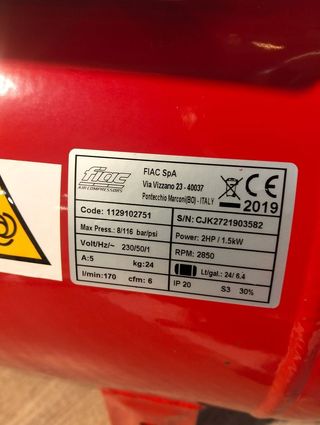 fiac
AIR COMPRESSORS
FIAC SpA
Via Vizzano 23 - 40037
Pontecchio Marconi(BO) - ITALY
CE
2019
Code: 1129102751
S/N: CJK2721903582
Max Press.: 8/116 bar/psi
Power: 2HP / 1.5kW
Volt/Hz/~ 230/50/1
RPM: 2850
A:5 kg:24
Lt/gal.: 24/ 6.4
l/min:170 cfm: 6
IP 20 S3 30%